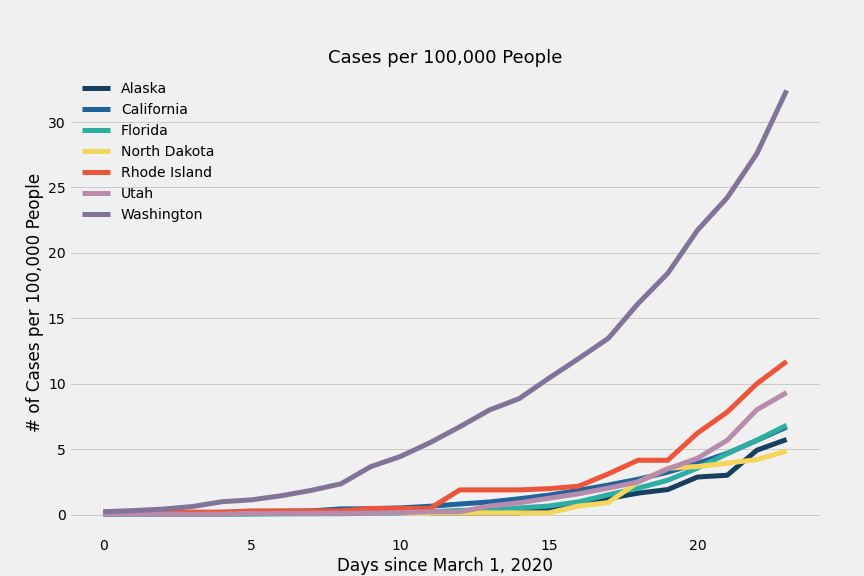 Cases per 100,000 People
Alaska
California
Florida
North Dakota
Rhode Island
Utah
Washington
# of Cases per 100,000 People
30
25
20
15
10
5
0
0 5 10 15 20
Days since March 1, 2020